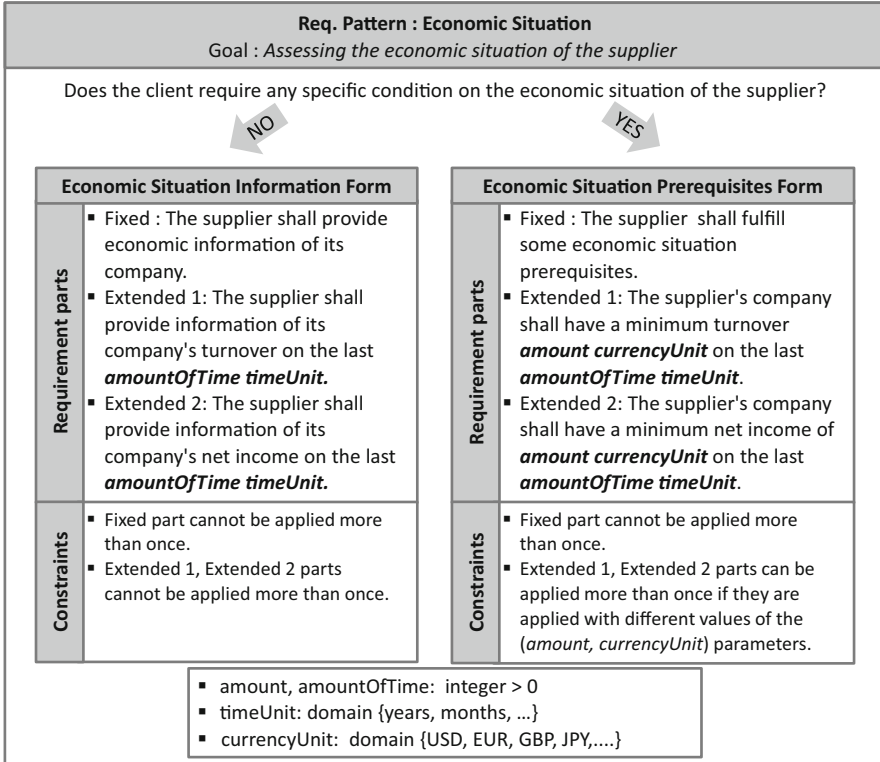 Req. Pattern : Economic Situation
Goal : Assessing the economic situation of the supplier
Does the client require any specific condition on the economic situation of the supplier?
NO
YES
Economic Situation Information Form
Requirement parts
▪ Fixed : The supplier shall provide
economic information of its
company.
▪ Extended 1: The supplier shall
provide information of its
company's turnover on the last
amountOfTime timeUnit.
▪ Extended 2: The supplier shall
provide information of its
company's net income on the last
amountOfTime timeUnit.
Constraints
▪ Fixed part cannot be applied more
than once.
▪ Extended 1, Extended 2 parts
cannot be applied more than once.
Economic Situation Prerequisites Form
Requirement parts
▪ Fixed : The supplier shall fulfill
some economic situation
prerequisites.
▪ Extended 1: The supplier's company
shall have a minimum turnover
amount currencyUnit on the last
amountOfTime timeUnit.
▪ Extended 2: The supplier's company
shall have a minimum net income of
amount currencyUnit on the last
amountOfTime timeUnit.
Constraints
▪ Fixed part cannot be applied more
than once.
▪ Extended 1, Extended 2 parts can be
applied more than once if they are
applied with different values of the
(amount, currencyUnit) parameters.
▪ amount, amountOfTime: integer > 0
▪ timeUnit: domain {years, months, …}
▪ currencyUnit: domain {USD, EUR, GBP, JPY,....}